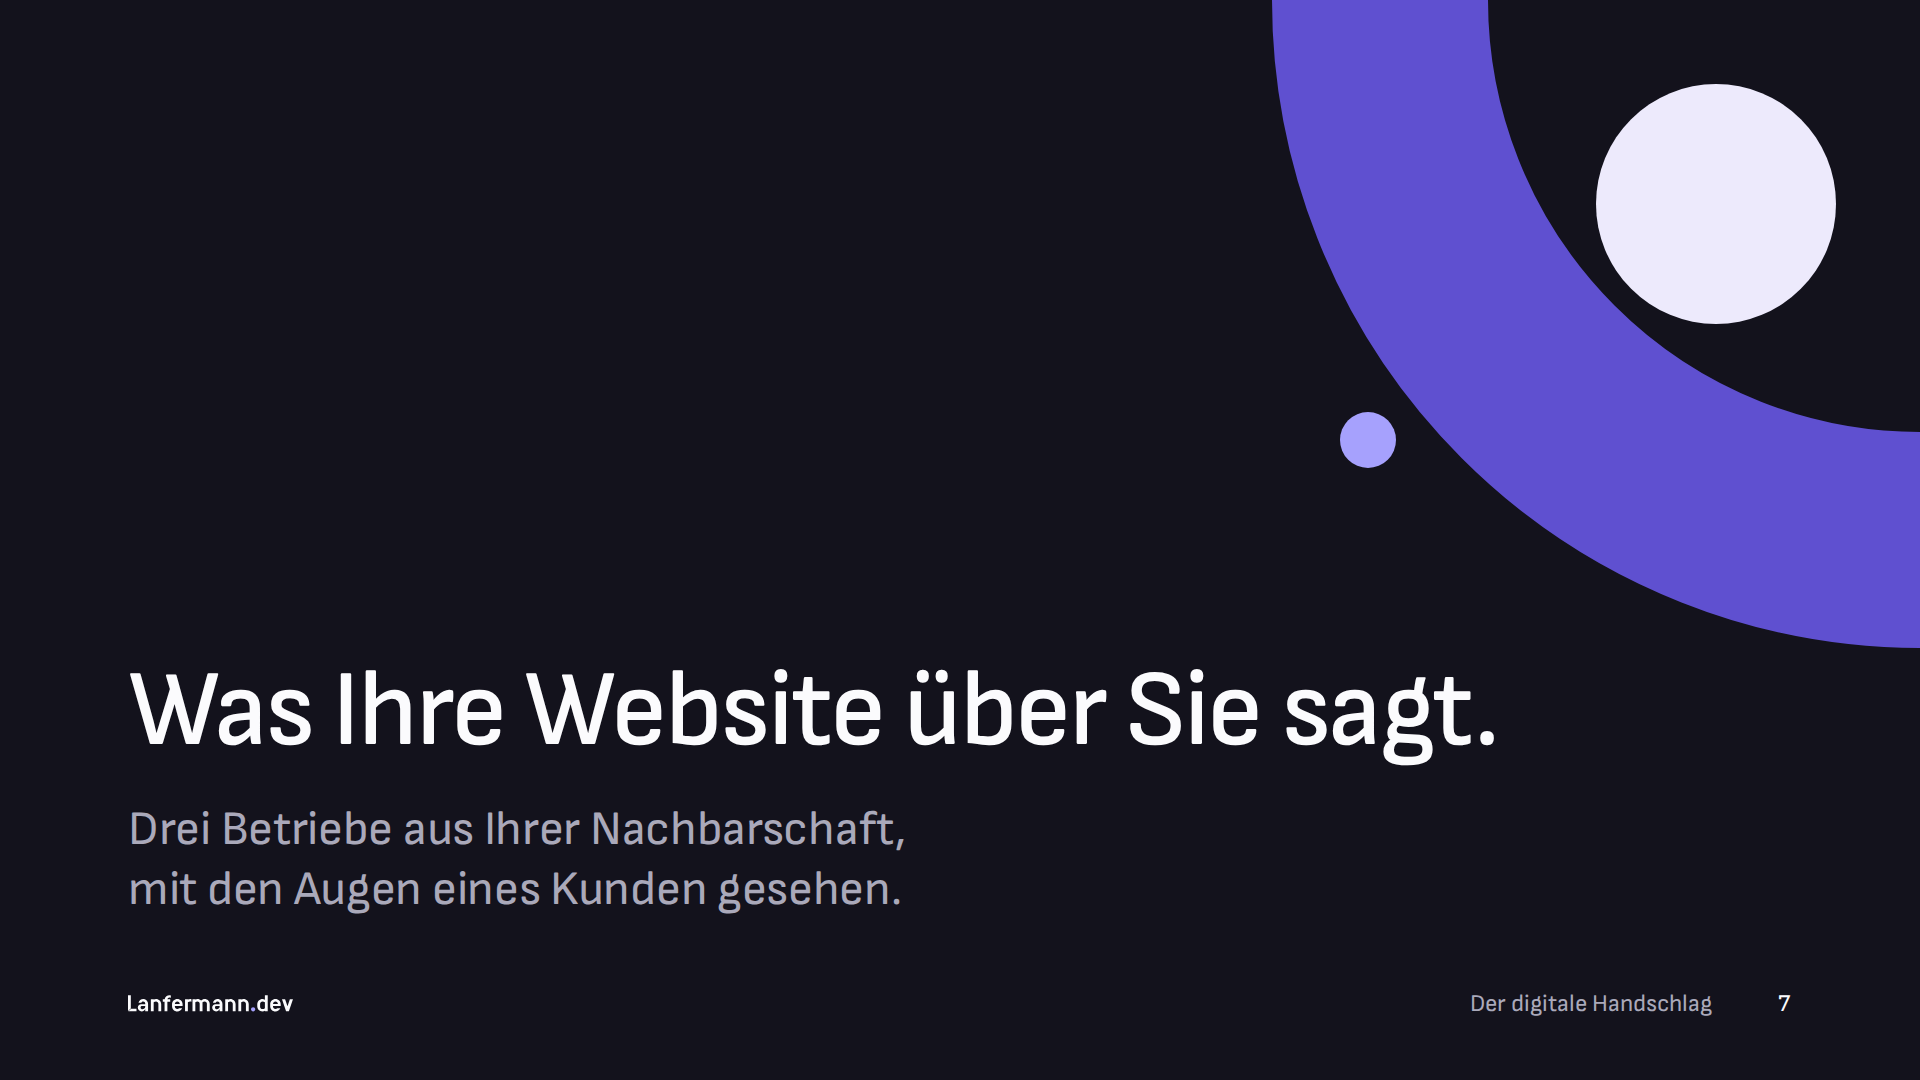 Was Ihre Website über Sie sagt.
Drei Betriebe aus Ihrer Nachbarschaft,
mit den Augen eines Kunden gesehen.
Lanfermann.dev
Der digitale Handschlag 7